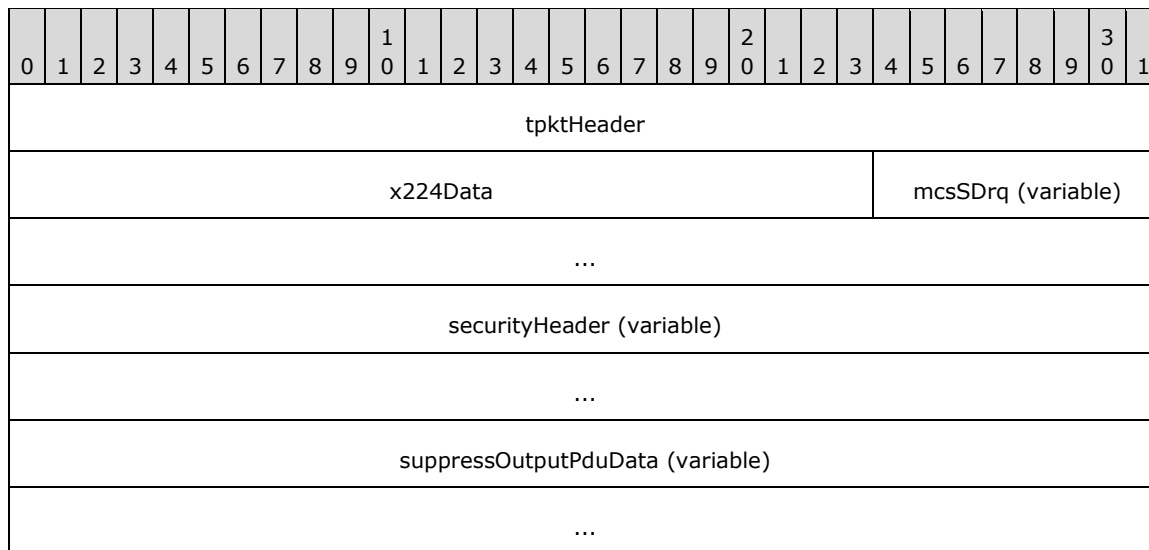 1 2 3
0 1 2 3 4 5 6 7 8 9 0 1 2 3 4 5 6 7 8 9 0 1 2 3 4 5 6 7 8 9 0 1
tpktHeader
x224Data mcsSDrq (variable)
...
securityHeader (variable)
...
suppressOutputPduData (variable)
...